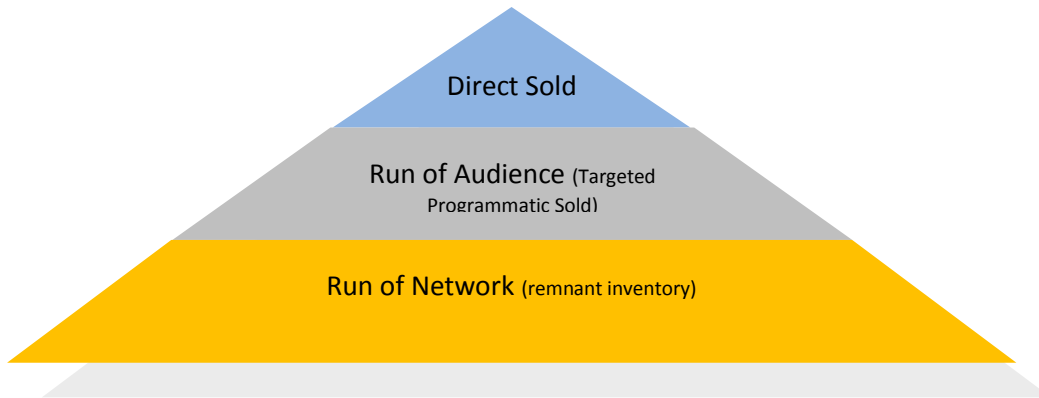 Direct Sold
Run of Audience (Targeted
Programmatic Sold)
Run of Network (remnant inventory)